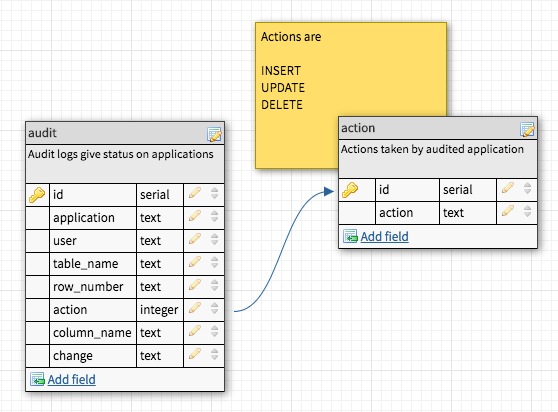 Actions are
INSERT
UPDATE
DELETE
audit
Audit logs give status on applications
id serial
application text
user text
table_name text
row_number text
action integer
column_name text
change text
Add field
action
Actions taken by audited application
id serial
action text
Add field